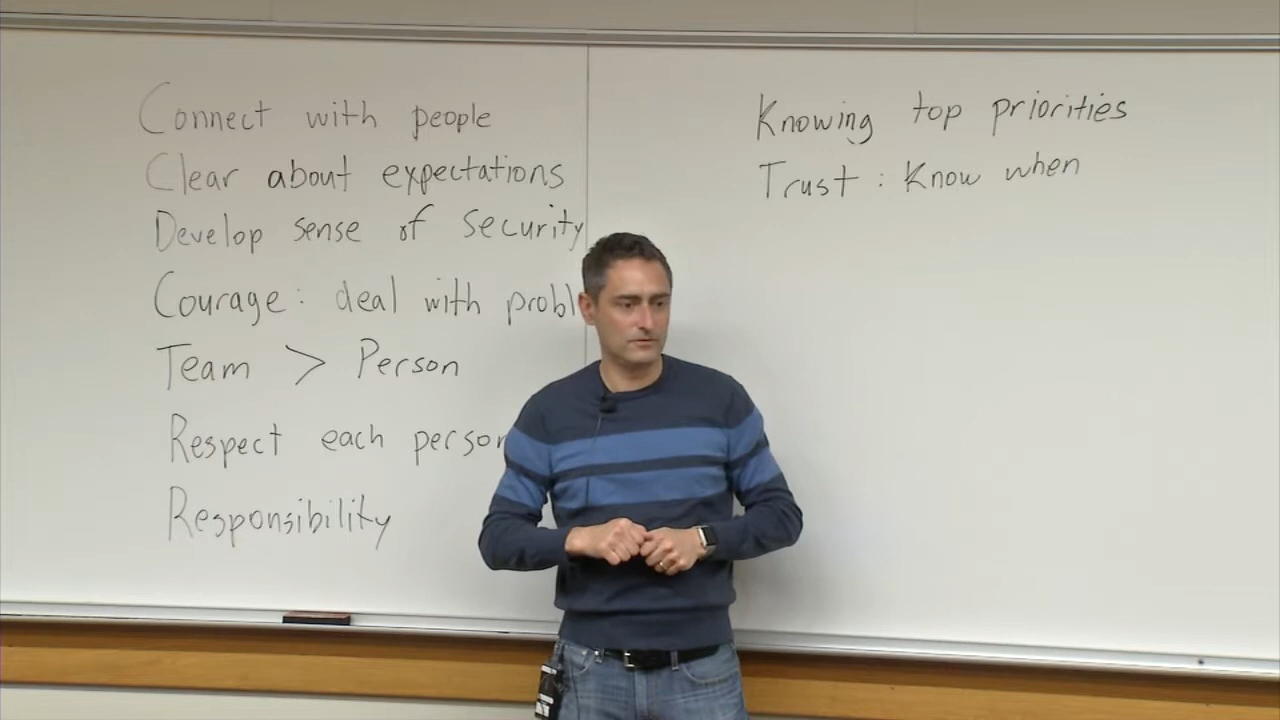 Connect with people
Clear about expectations
Develop sense of security
Courage: deal with probl
Team > Person
Respect each person
Responsibility
Knowing top priorities
Trust: Know when